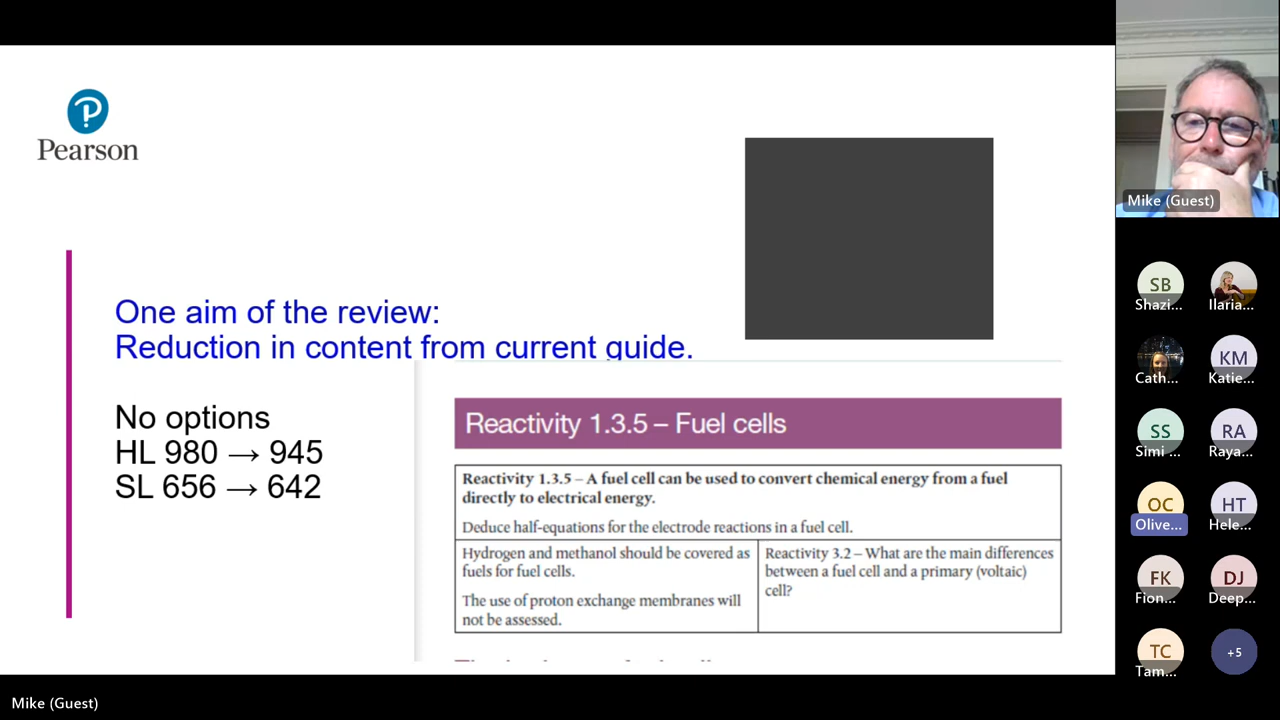 Pearson
One aim of the review:
Reduction in content from current guide.
No options
HL 980 → 945
SL 656 → 642
Reactivity 1.3.5 – Fuel cells
Reactivity 1.3.5 – A fuel cell can be used to convert chemical energy from a fuel
directly to electrical energy.
Deduce half-equations for the electrode reactions in a fuel cell.
Hydrogen and methanol should be covered as
fuels for fuel cells.
The use of proton exchange membranes will
not be assessed.
Reactivity 3.2 – What are the main differences
between a fuel cell and a primary (voltaic)
cell?
Mike (Guest)
SB
Shazi...
Ilaria...
Cath...
KM
Katie...
SS
Simi ...
RA
Raya...
OC
Olive...
HT
Hele...
FK
Fion...
DJ
Deep...
TC
Tam...
+5
Mike (Guest)